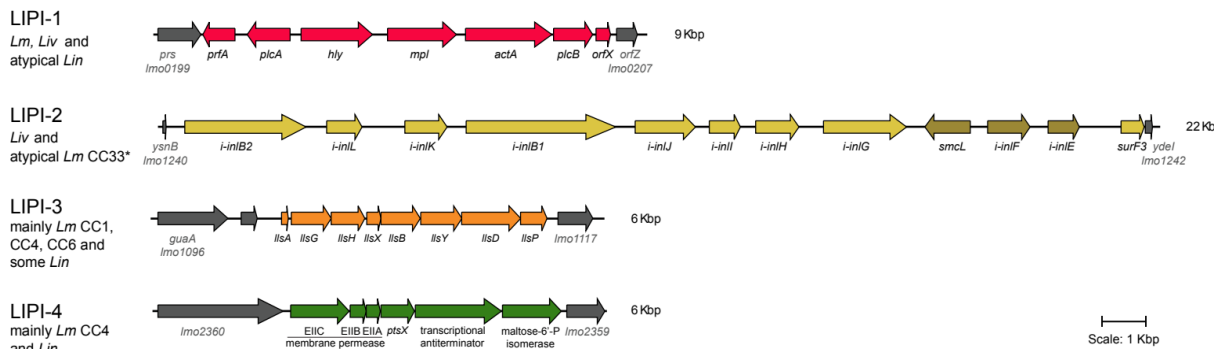 LIPI-1
Lm, Liv and
atypical Lin
prs
lmo0199
prfA
plcA
hly
mpl
actA
plcB
orfX
orfZ
lmo0207
9 Kbp
LIPI-2
Liv and
atypical Lm CC33*
ysnB
lmo1240
i-inlB2
i-inlL
i-inlK
i-inlB1
i-inlJ
i-inlI
i-inlH
i-inlG
smcL
i-inlF
i-inlE
surF3
ydeI
lmo1242
22 Kb
LIPI-3
mainly Lm CC1,
CC4, CC6 and
some Lin
guaA
lmo1096
llsA
llsG
llsH
llsX
llsB
llsY
llsD
llsP
lmo1117
6 Kbp
LIPI-4
mainly Lm CC4
and Lin
lmo2360
EIIC
EIIB
EIIA
membrane permease
ptsX
transcriptional
antiterminator
maltose-6'-P
isomerase
lmo2359
6 Kbp
Scale: 1 Kbp